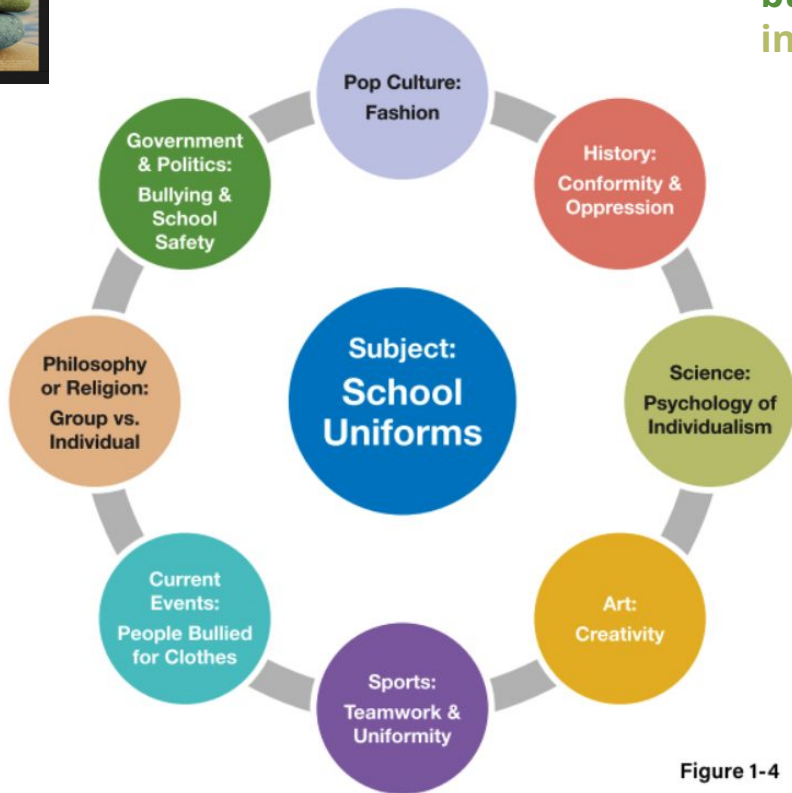 Pop Culture:
Fashion
Government
& Politics:
Bullying &
School
Safety
History:
Conformity &
Oppression
Philosophy
or Religion:
Group vs.
Individual
Subject:
School
Uniforms
Science:
Psychology of
Individualism
Current
Events:
People Bullied
for Clothes
Art:
Creativity
Sports:
Teamwork &
Uniformity
Figure 1-4